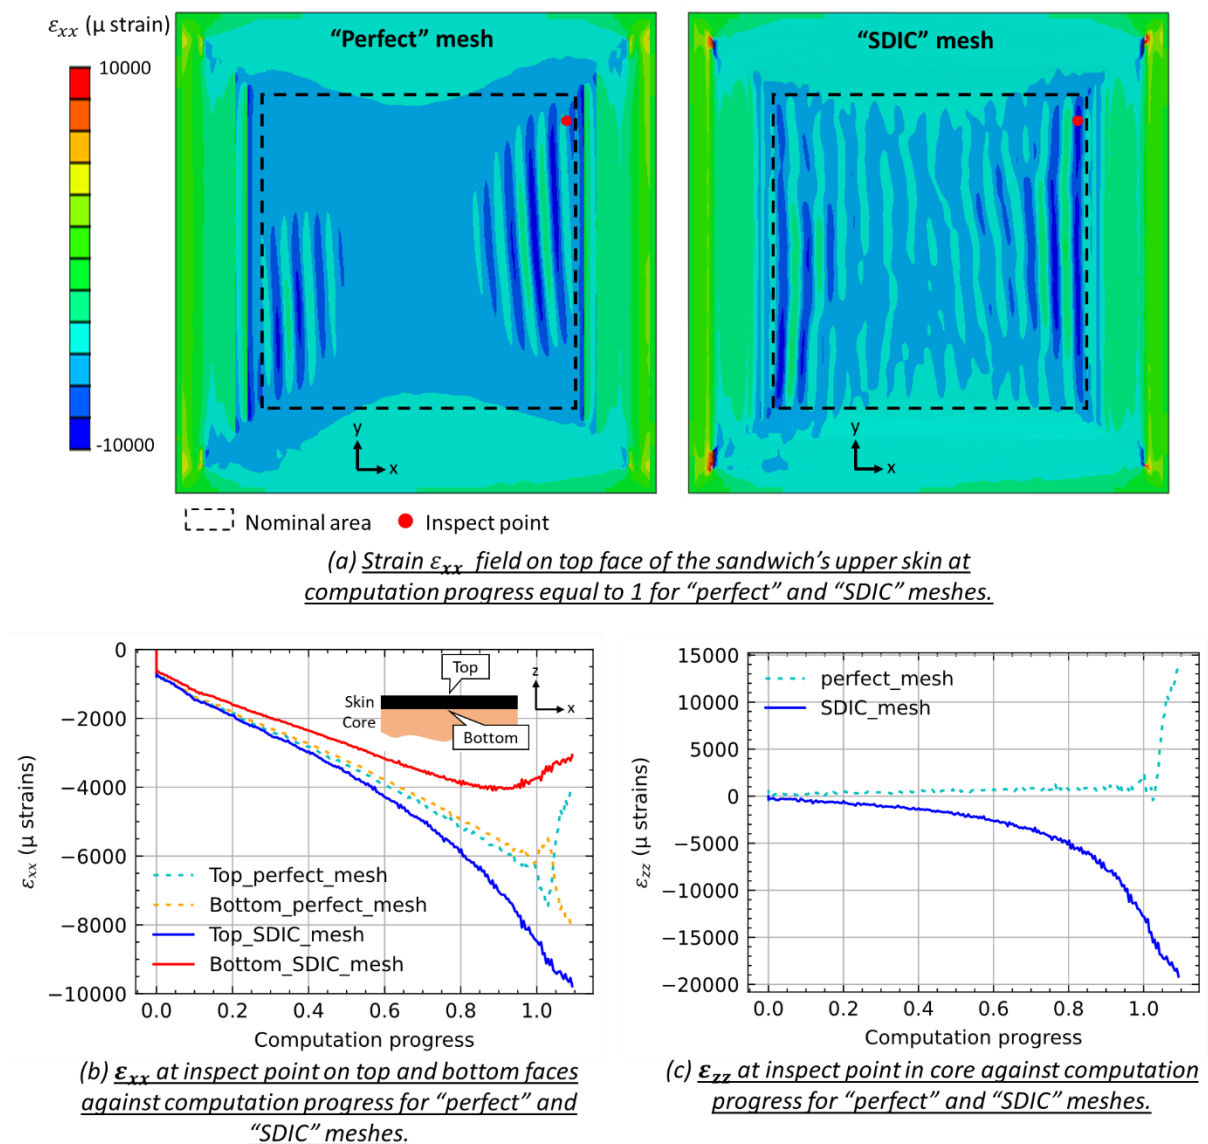 εxx (μ strain)
10000
-10000
“Perfect” mesh
“SDIC” mesh
y
x
y
x
Nominal area
Inspect point
(a) Strain εxx field on top face of the sandwich’s upper skin at
computation progress equal to 1 for “perfect” and “SDIC” meshes.
0
−2000
−4000
−6000
−8000
−10000
εxx (μ strains)
Top
Skin
Core
Bottom
z
x
Top_perfect_mesh
Bottom_perfect_mesh
Top_SDIC_mesh
Bottom_SDIC_mesh
0.0 0.2 0.4 0.6 0.8 1.0
Computation progress
(b) εxx at inspect point on top and bottom faces
against computation progress for “perfect” and
“SDIC” meshes.
15000
10000
5000
0
−5000
−10000
−15000
−20000
εzz (μ strains)
perfect_mesh
SDIC_mesh
0.0 0.2 0.4 0.6 0.8 1.0
Computation progress
(c) εzz at inspect point in core against computation
progress for “perfect” and “SDIC” meshes.